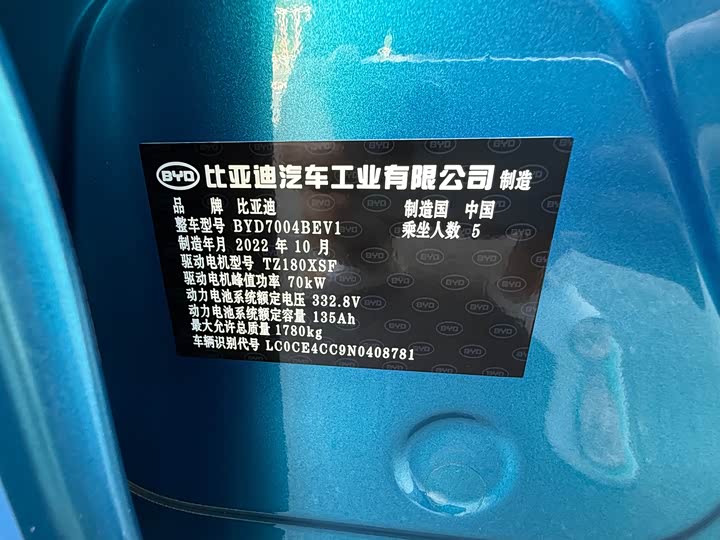 BYD 比亚迪汽车工业有限公司 制造
品 牌 比亚迪 制造国 中国
整车型号 BYD7004BEV1 乘坐人数 5
制造年月 2022 年 10 月
驱动电机型号 TZ180XSF
驱动电机峰值功率 70kW
动力电池系统额定电压 332.8V
动力电池系统额定容量 135Ah
最大允许总质量 1780kg
车辆识别代号 LC0CE4CC9N0408781